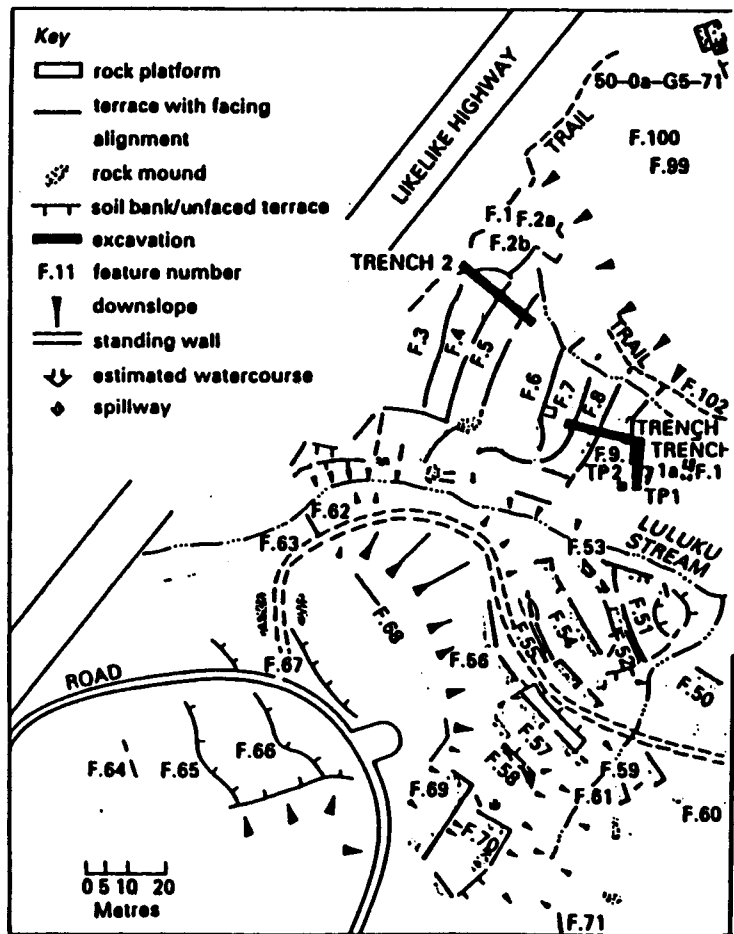 Key
rock platform
terrace with facing
alignment
rock mound
soil bank/unfaced terrace
excavation
F.11 feature number
downslope
standing wall
estimated watercourse
spillway
LIKELIKE HIGHWAY
50-0a-G5-71
TRAIL
F.100
F.99
F.1
F.2a
F.2b
TRENCH 2
F.3
F.4
F.5
F.6
F.7
F.8
TRAIL
F.102
TRENCH
TRENCH
F.9
TP2
1a
F.1
TP1
F.62
F.63
F.53
LULUKU
STREAM
F.51
F.52
F.54
F.55
F.68
F.56
F.50
F.67
ROAD
F.57
F.58
F.59
F.61
F.60
F.64
F.65
F.66
F.69
F.70
F.71
0 5 10 20
Metres